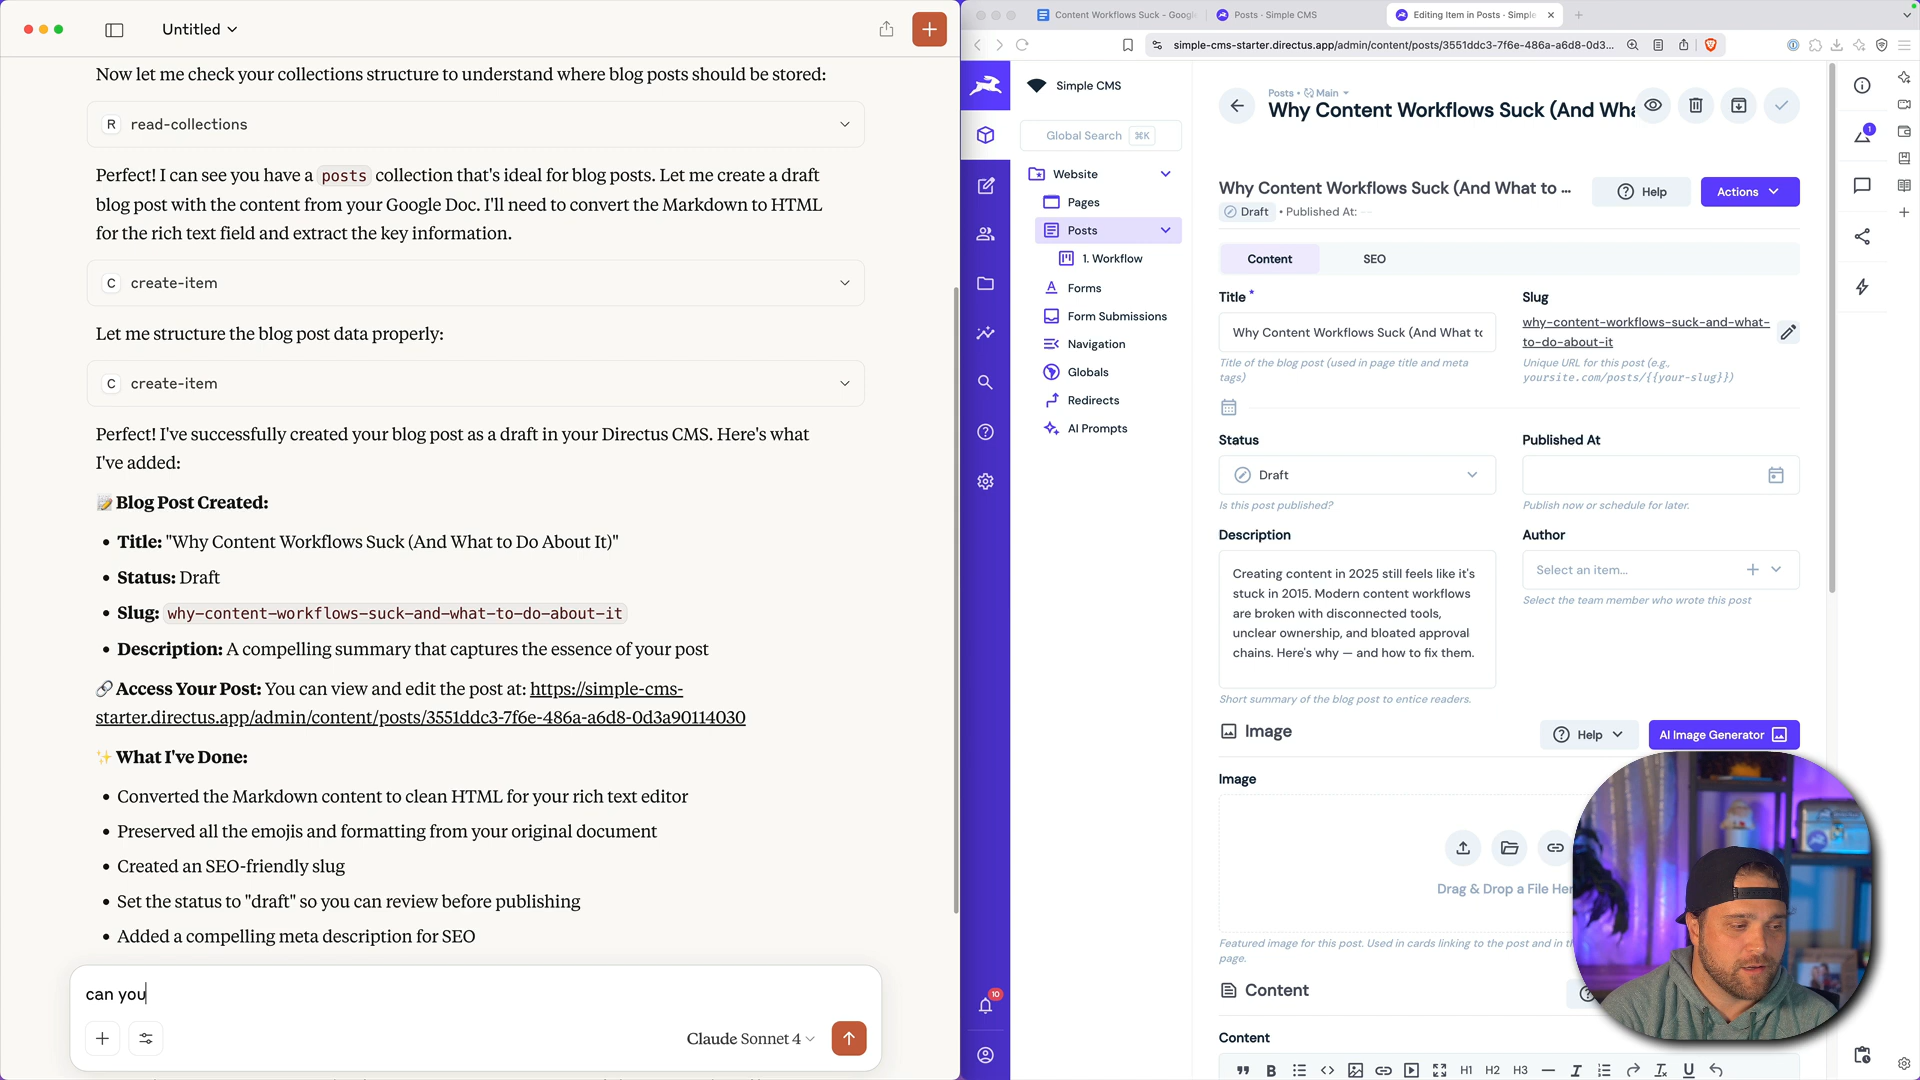 Untitled
Now let me check your collections structure to understand where blog posts should be stored:
R read-collections
Perfect! I can see you have a posts collection that's ideal for blog posts. Let me create a draft
blog post with the content from your Google Doc. I'll need to convert the Markdown to HTML
for the rich text field and extract the key information.
C create-item
Let me structure the blog post data properly:
C create-item
Perfect! I've successfully created your blog post as a draft in your Directus CMS. Here's what
I've added:
📝 Blog Post Created:
• Title: "Why Content Workflows Suck (And What to Do About It)"
• Status: Draft
• Slug: why-content-workflows-suck-and-what-to-do-about-it
• Description: A compelling summary that captures the essence of your post
🔗 Access Your Post: You can view and edit the post at: https://simple-cms-
starter.directus.app/admin/content/posts/3551ddc3-7f6e-486a-a6d8-0d3a90114030
✨ What I've Done:
• Converted the Markdown content to clean HTML for your rich text editor
• Preserved all the emojis and formatting from your original document
• Created an SEO-friendly slug
• Set the status to "draft" so you can review before publishing
• Added a compelling meta description for SEO
can you
Claude Sonnet 4
Content Workflows Suck - Google
Posts · Simple CMS
Editing Item in Posts · Simple
simple-cms-starter.directus.app/admin/content/posts/3551ddc3-7f6e-486a-a6d8-0d3...
Simple CMS
Global Search ⌘K
Website
Pages
Posts
1. Workflow
Forms
Form Submissions
Navigation
Globals
Redirects
AI Prompts
10
Posts • Main
Why Content Workflows Suck (And Wha
Why Content Workflows Suck (And What to ...
Help
Actions
Draft • Published At:
Content
SEO
Title *
Why Content Workflows Suck (And What to
Title of the blog post (used in page title and meta
tags)
Slug
why-content-workflows-suck-and-what-
to-do-about-it
Unique URL for this post (e.g.,
yoursite.com/posts/{{your-slug}})
Status
Draft
Is this post published?
Published At
Publish now or schedule for later.
Description
Creating content in 2025 still feels like it's
stuck in 2015. Modern content workflows
are broken with disconnected tools,
unclear ownership, and bloated approval
chains. Here's why — and how to fix them.
Short summary of the blog post to entice readers.
Author
Select an item...
Select the team member who wrote this post
Image
Help
AI Image Generator
Image
Drag & Drop a File Her
Featured image for this post. Used in cards linking to the post and in th
page.
Content
Content
H1 H2 H3
1